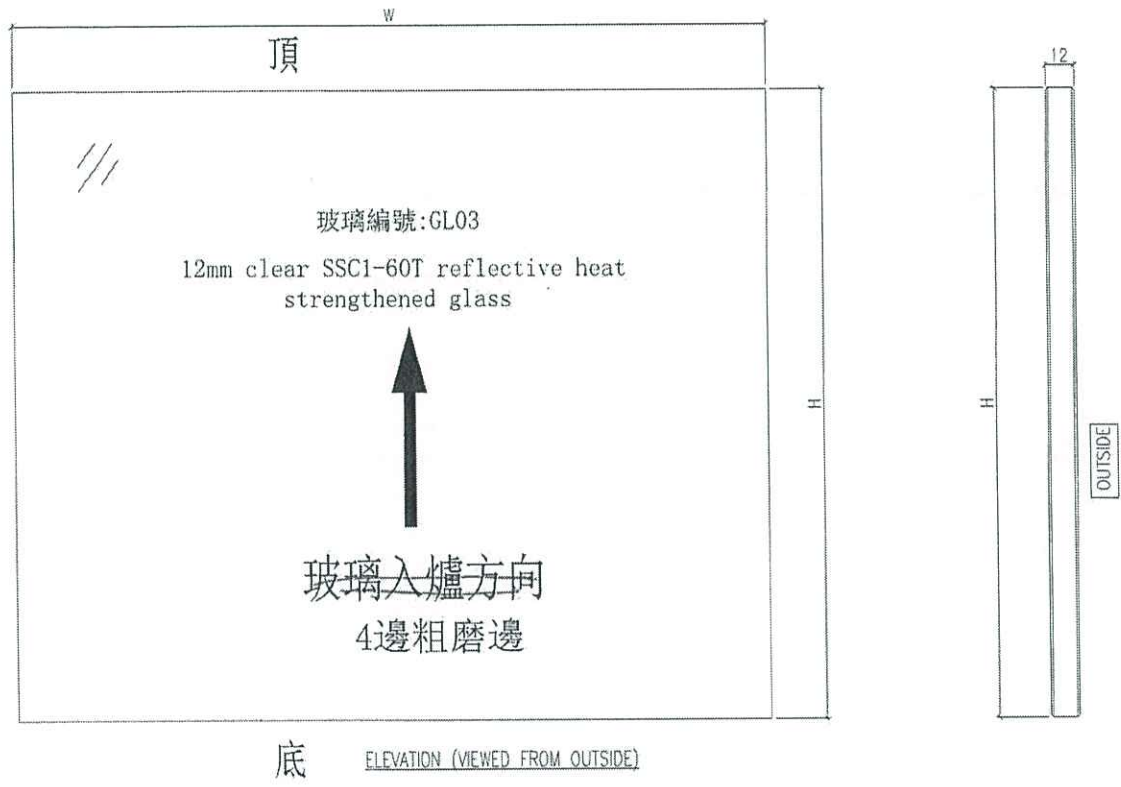 W
頂
12
玻璃編號:GL03
12mm clear SSC1-60T reflective heat
strengthened glass
H
H
OUTSIDE
玻璃入爐方向
4邊粗磨邊
底
ELEVATION (VIEWED FROM OUTSIDE)